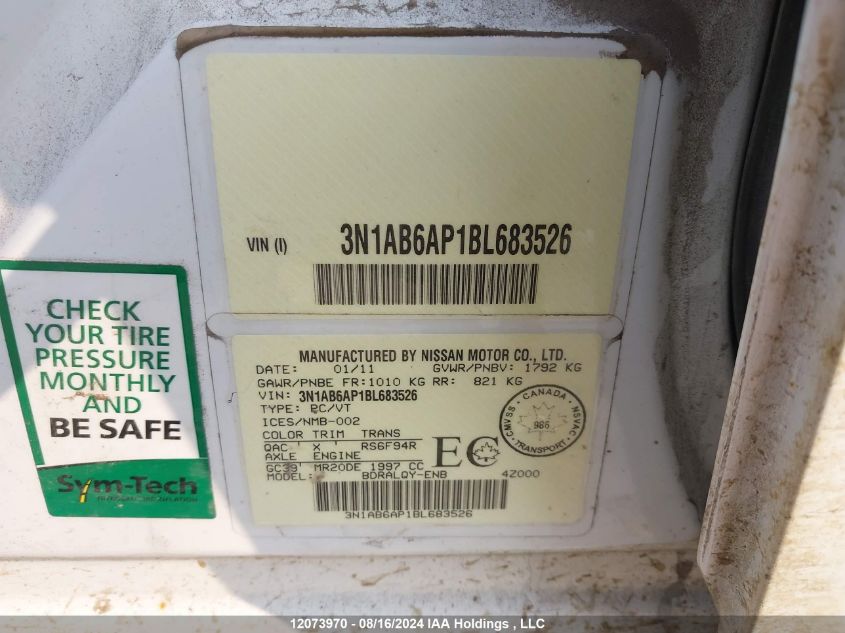 VIN (I) 3N1AB6AP1BL683526
CHECK
YOUR TIRE
PRESSURE
MONTHLY
AND
BE SAFE
Sym-Tech
MANUFACTURED BY NISSAN MOTOR CO., LTD.
DATE: 01/11 GVWR/PNBV: 1792 KG
GAWR/PNBE FR:1010 KG RR: 821 KG
VIN: 3N1AB6AP1BL683526
TYPE: PC/VT
ICES/NMB-002
COLOR TRIM TRANS
QAC ' X ' RS6F94R
AXLE ENGINE
GC39 MR20DE 1997 CC
MODEL: BDRALQY-ENB 4Z000
EC
CMVSS · CANADA · NSVAC
986
TRANSPORT
3N1AB6AP1BL683526
12073970 - 08/16/2024 IAA Holdings , LLC